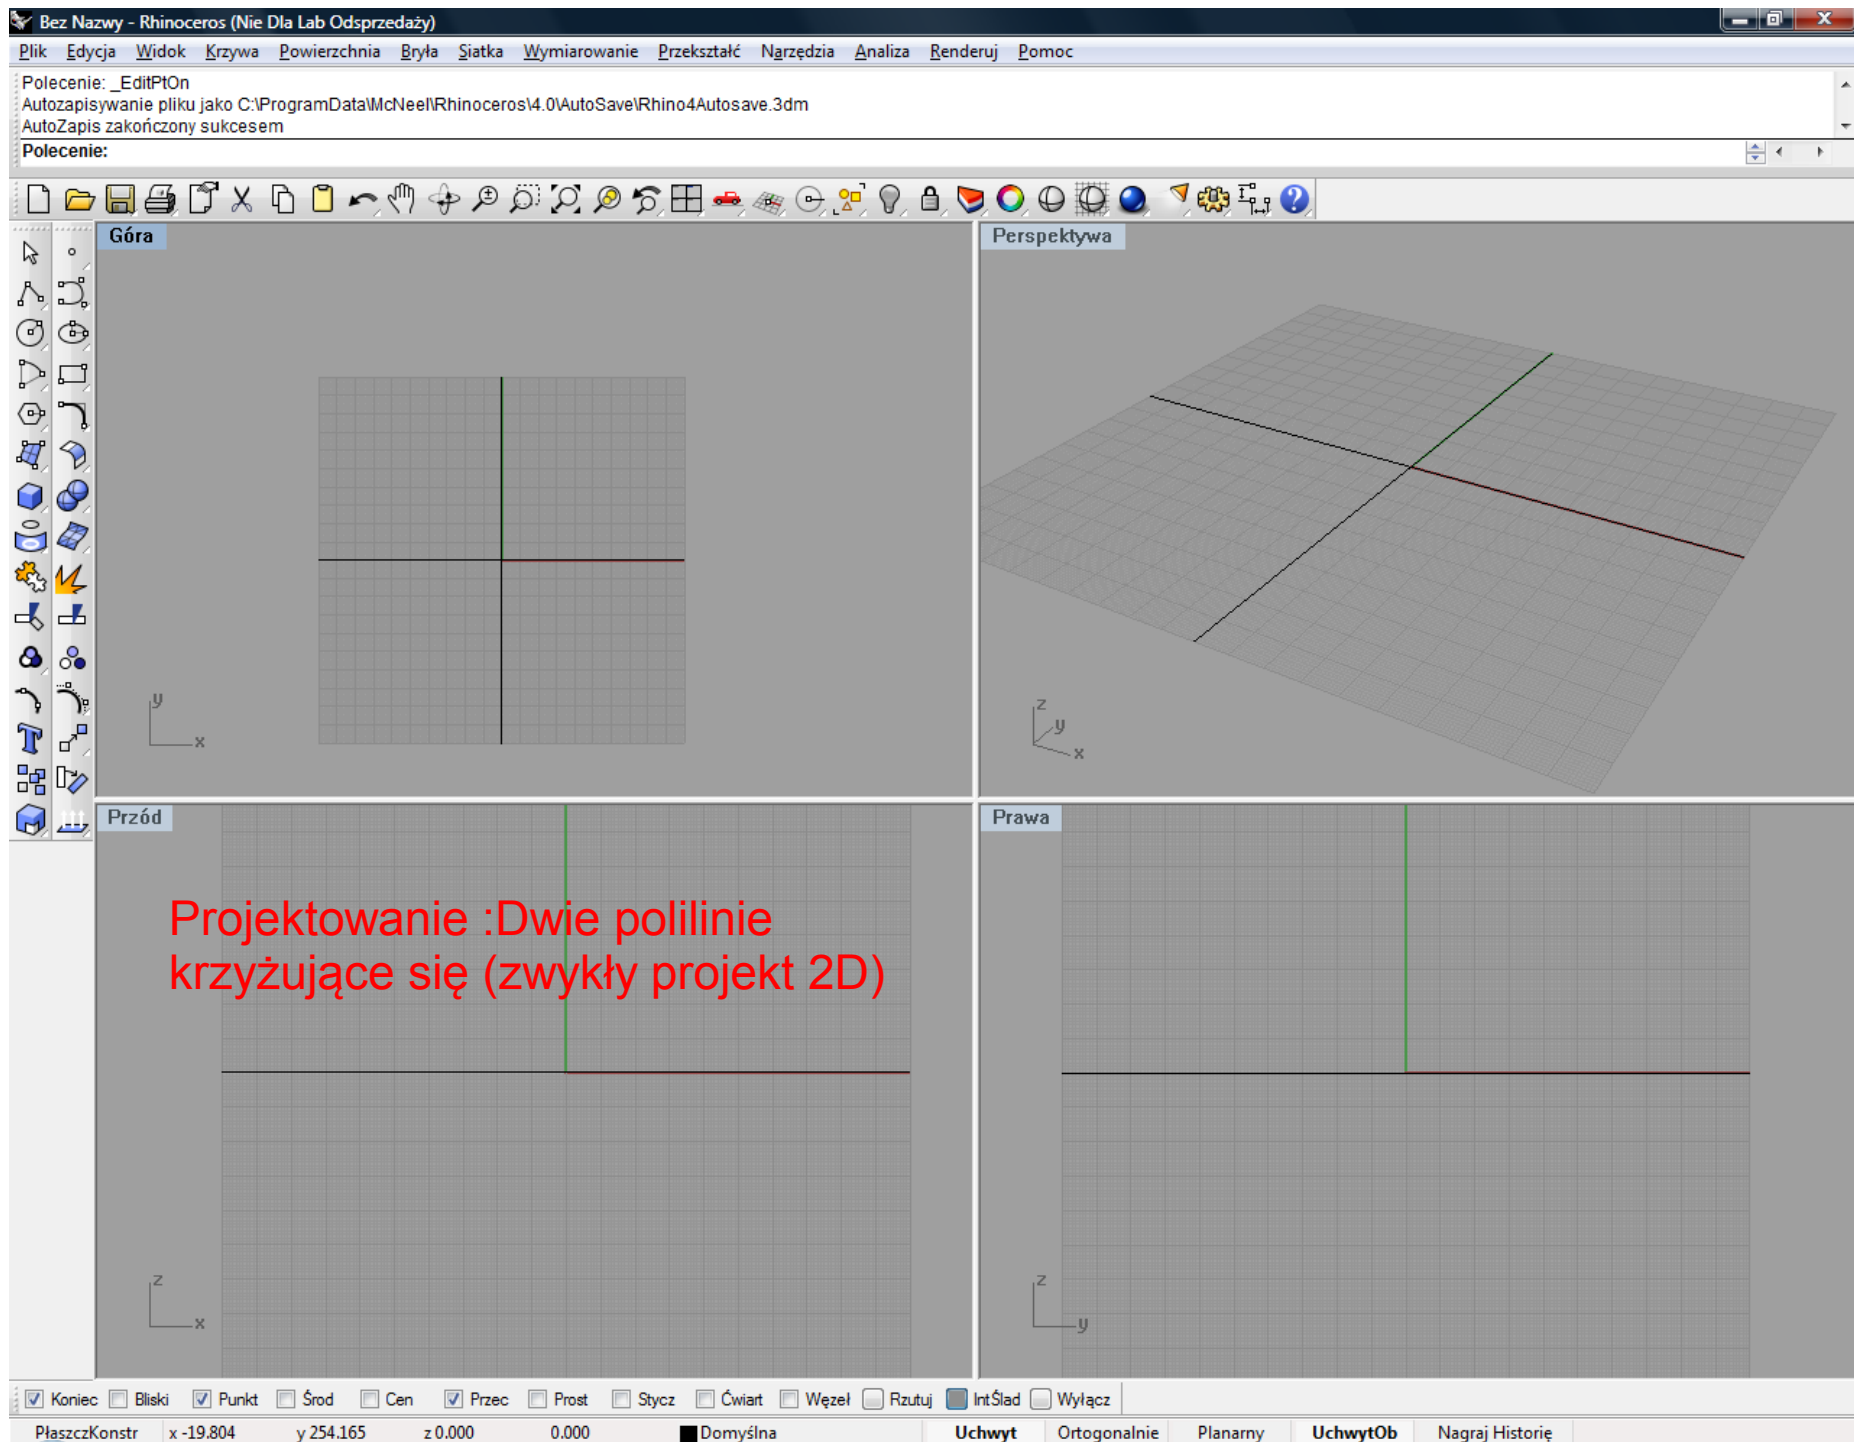 Bez Nazwy - Rhinoceros (Nie Dla Lab Odsprzedaży)
Plik Edycja Widok Krzywa Powierzchnia Bryła Siatka Wymiarowanie Przekształć Narzędzia Analiza Renderuj Pomoc
Polecenie: _EditPtOn
Autozapisywanie pliku jako C:\ProgramData\McNeel\Rhinoceros\4.0\AutoSave\Rhino4Autosave.3dm
AutoZapis zakończony sukcesem
Polecenie:
Góra
Perspektywa
y
x
z
y
x
Przód
Prawa
Projektowanie :Dwie polilinie
krzyżujące się (zwykły projekt 2D)
z
x
z
y
Koniec Bliski Punkt Środ Cen Przec Prost Stycz Ćwiart Węzeł Rzutuj IntŚlad Wyłącz
PłaszczKonstr x -19.804 y 254.165 z 0.000 0.000 Domyślna Uchwyt Ortogonalnie Planarny UchwytOb Nagraj Historię